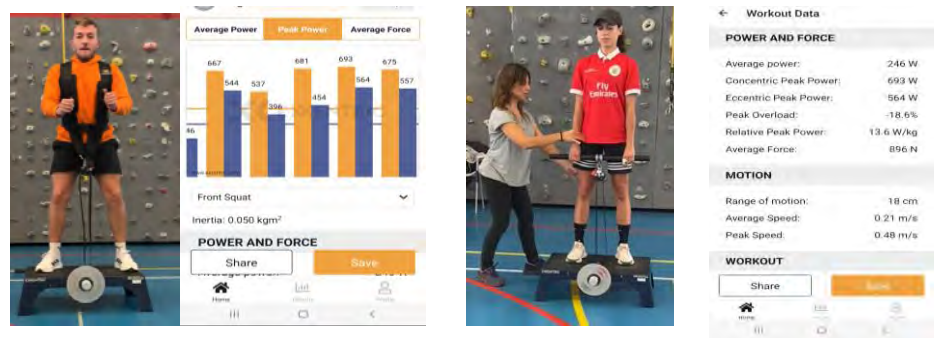 Average Power Peak Power Average Force
667
544
537
396
681
454
693
564
675
557
46
Front Squat
Inertia: 0.050 kgm²
POWER AND FORCE
Share Save
Home
Fly
Emirates
← Workout Data
POWER AND FORCE
Average power: 246 W
Concentric Peak Power: 693 W
Eccentric Peak Power: 564 W
Peak Overload: -18.6%
Relative Peak Power: 13.6 W/kg
Average Force: 896 N
MOTION
Range of motion: 18 cm
Average Speed: 0.21 m/s
Peak Speed: 0.48 m/s
WORKOUT
Share Save
Home